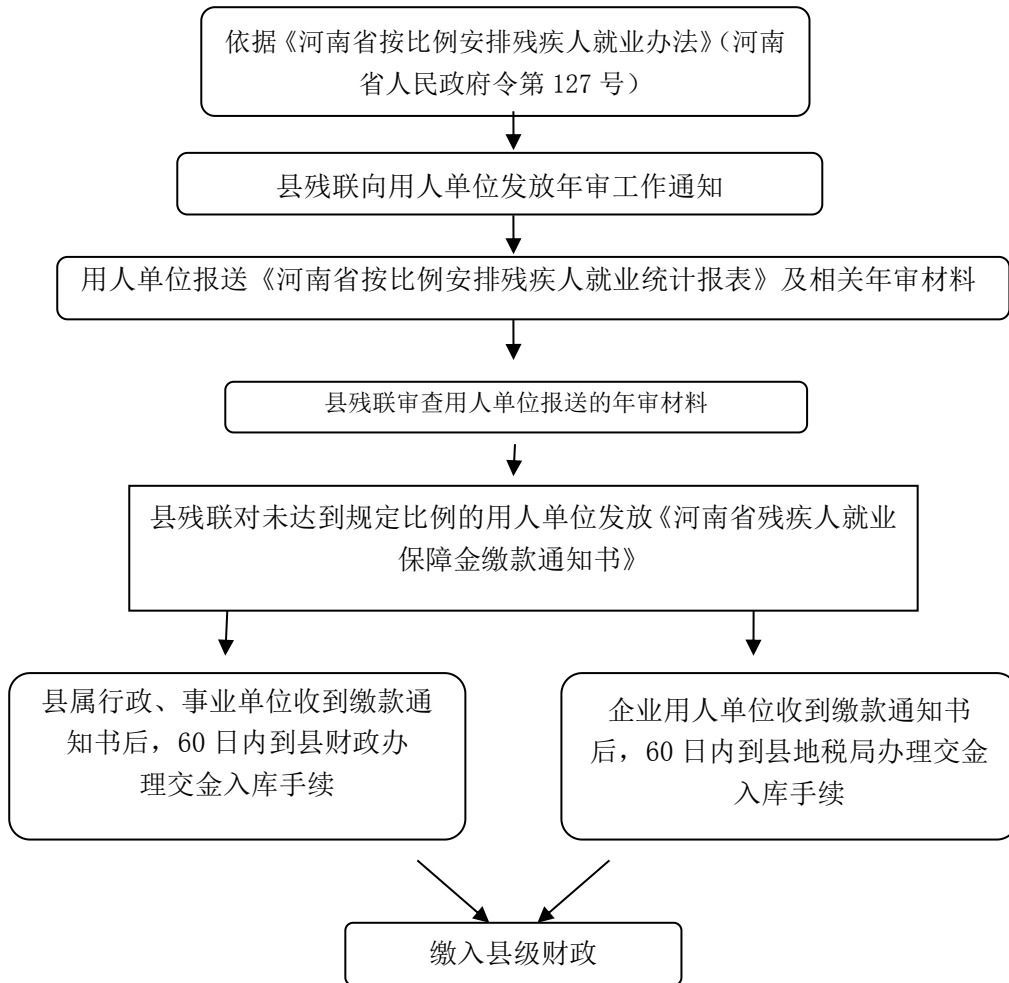 依据《河南省按比例安排残疾人就业办法》（河南
省人民政府令第 127 号）
县残联向用人单位发放年审工作通知
用人单位报送《河南省按比例安排残疾人就业统计报表》及相关年审材料
县残联审查用人单位报送的年审材料
县残联对未达到规定比例的用人单位发放《河南省残疾人就业
保障金缴款通知书》
县属行政、事业单位收到缴款通
知书后，60 日内到县财政办
理交金入库手续
企业用人单位收到缴款通知书
后，60 日内到县地税局办理交金
入库手续
缴入县级财政